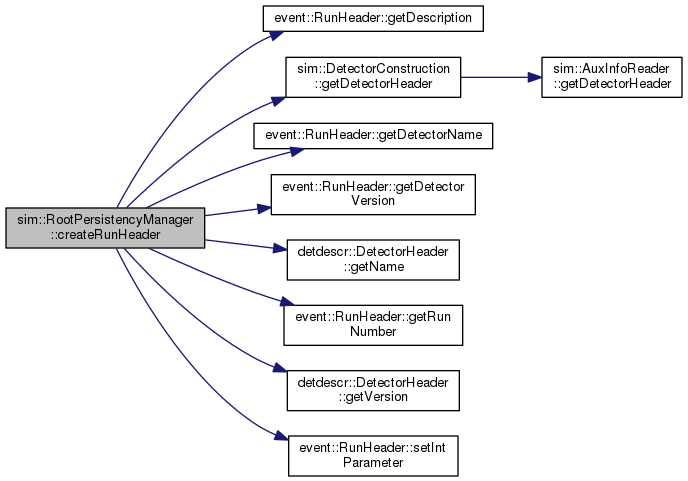 event::RunHeader::getDescription
sim::DetectorConstruction
::getDetectorHeader
sim::AuxInfoReader
::getDetectorHeader
event::RunHeader::getDetectorName
event::RunHeader::getDetector
Version
sim::RootPersistencyManager
::createRunHeader
detdescr::DetectorHeader
::getName
event::RunHeader::getRun
Number
detdescr::DetectorHeader
::getVersion
event::RunHeader::setInt
Parameter